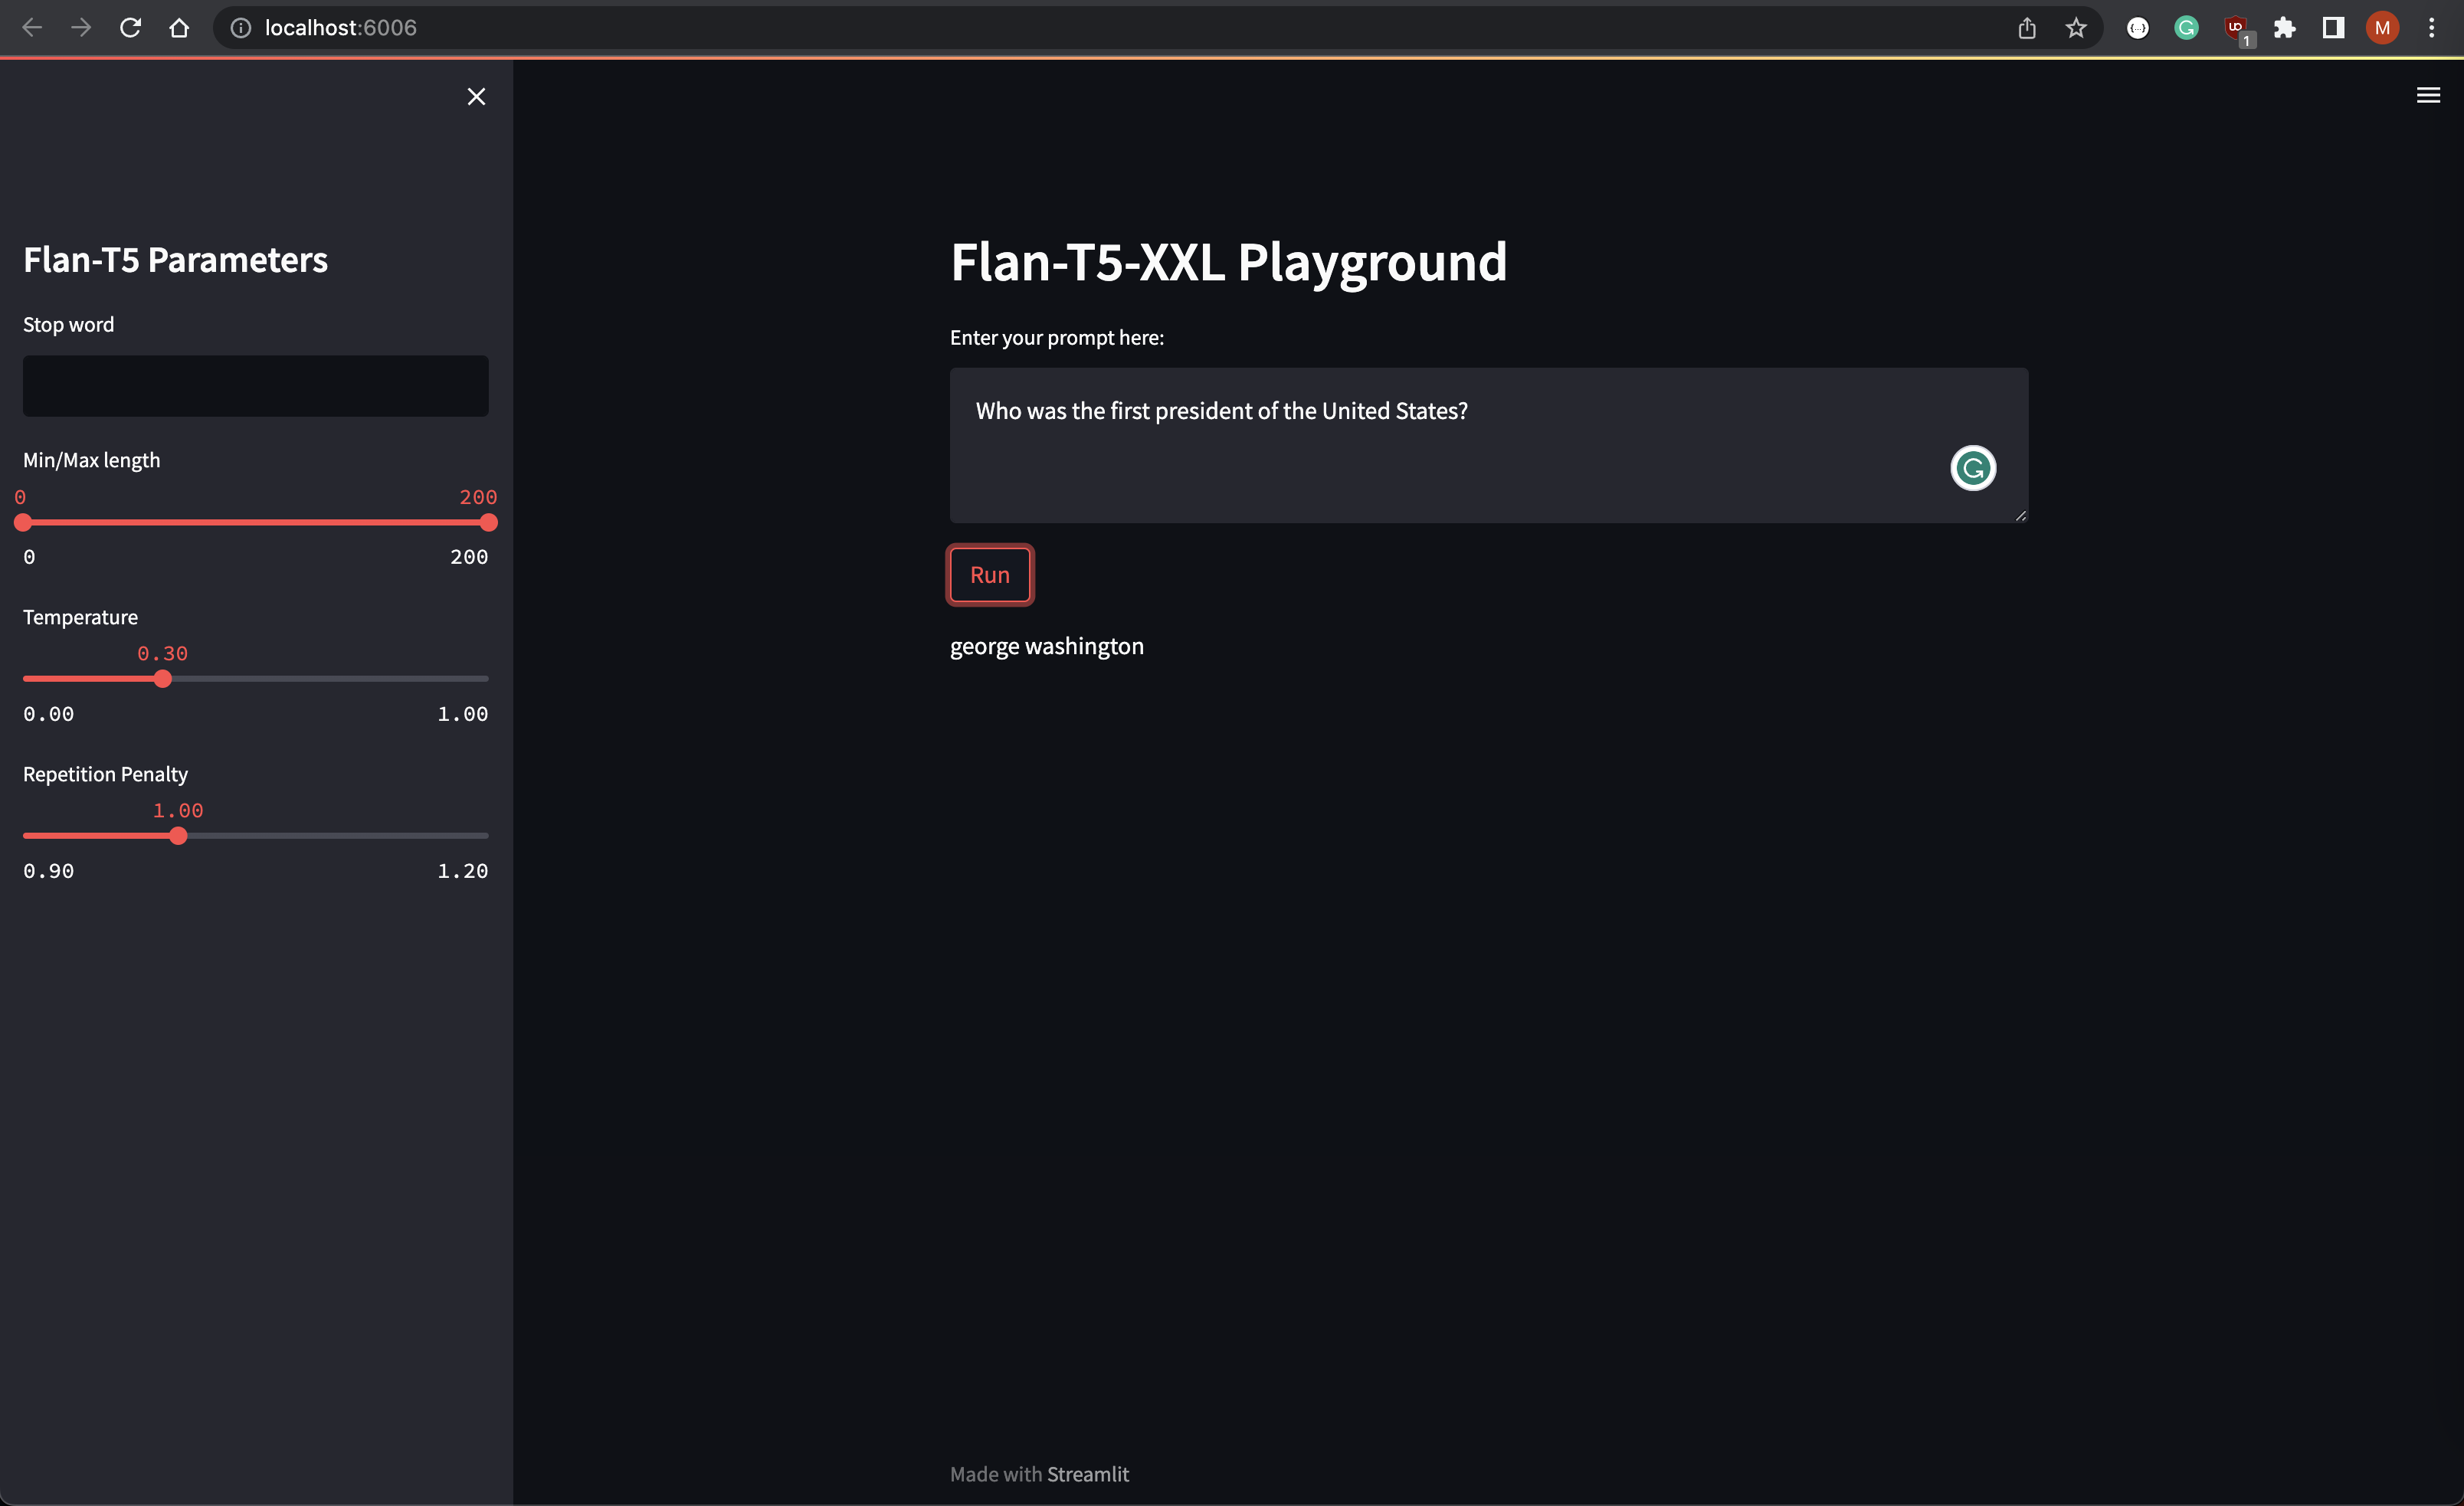 localhost:6006
1
M
Flan-T5 Parameters
Stop word
Min/Max length
0 200
0 200
Temperature
0.30
0.00 1.00
Repetition Penalty
1.00
0.90 1.20
Flan-T5-XXL Playground
Enter your prompt here:
Who was the first president of the United States?
Run
george washington
Made with Streamlit